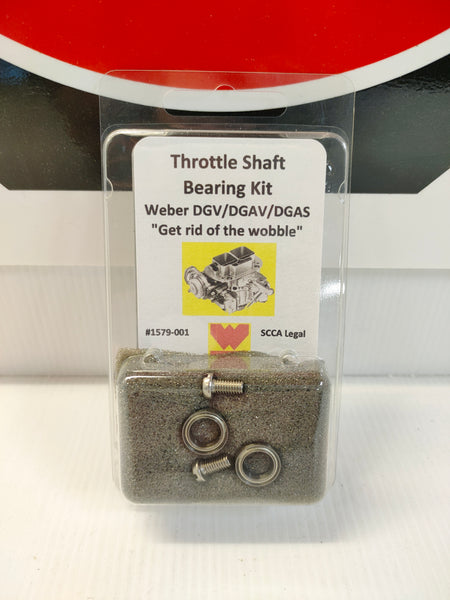 Throttle Shaft
Bearing Kit
Weber DGV/DGAV/DGAS
"Get rid of the wobble"
#1579-001
SCCA Legal